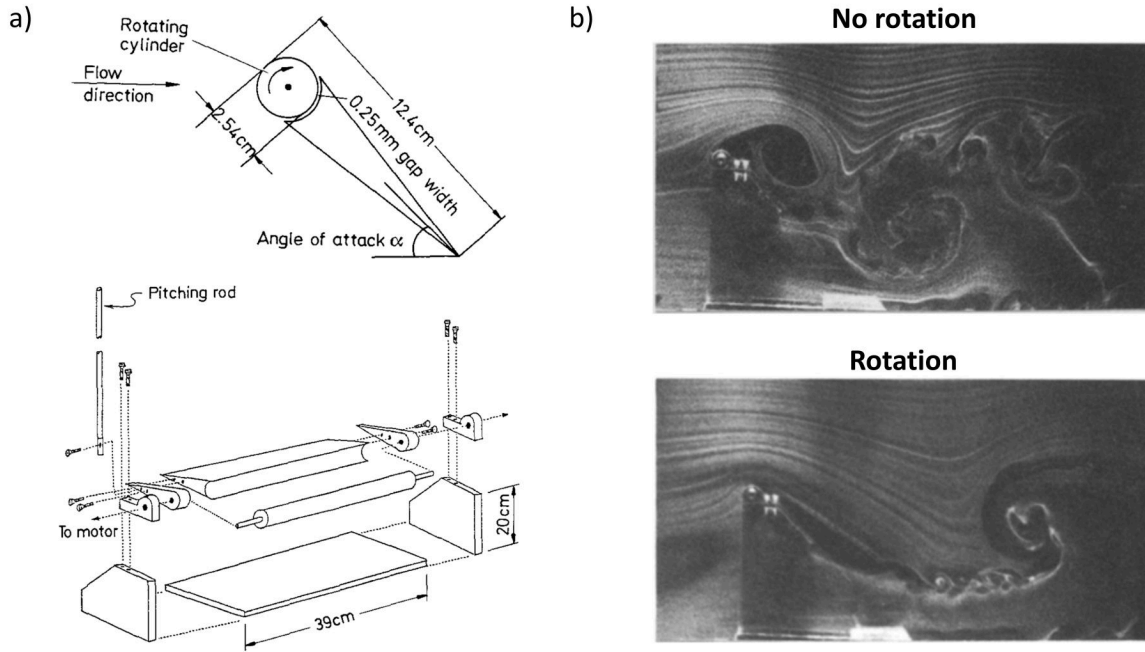 a)
Rotating
cylinder
Flow
direction
2.54cm
12.4cm
0.25mm gap width
Angle of attack α
Pitching rod
To motor
20cm
39cm
b)
No rotation
Rotation